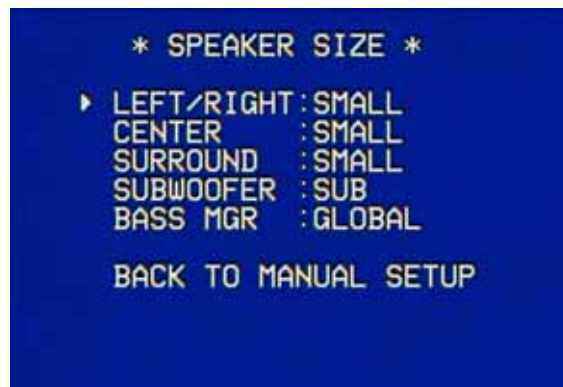 * SPEAKER SIZE *
LEFT/RIGHT:SMALL
CENTER :SMALL
SURROUND :SMALL
SUBWOOFER :SUB
BASS MGR :GLOBAL
BACK TO MANUAL SETUP